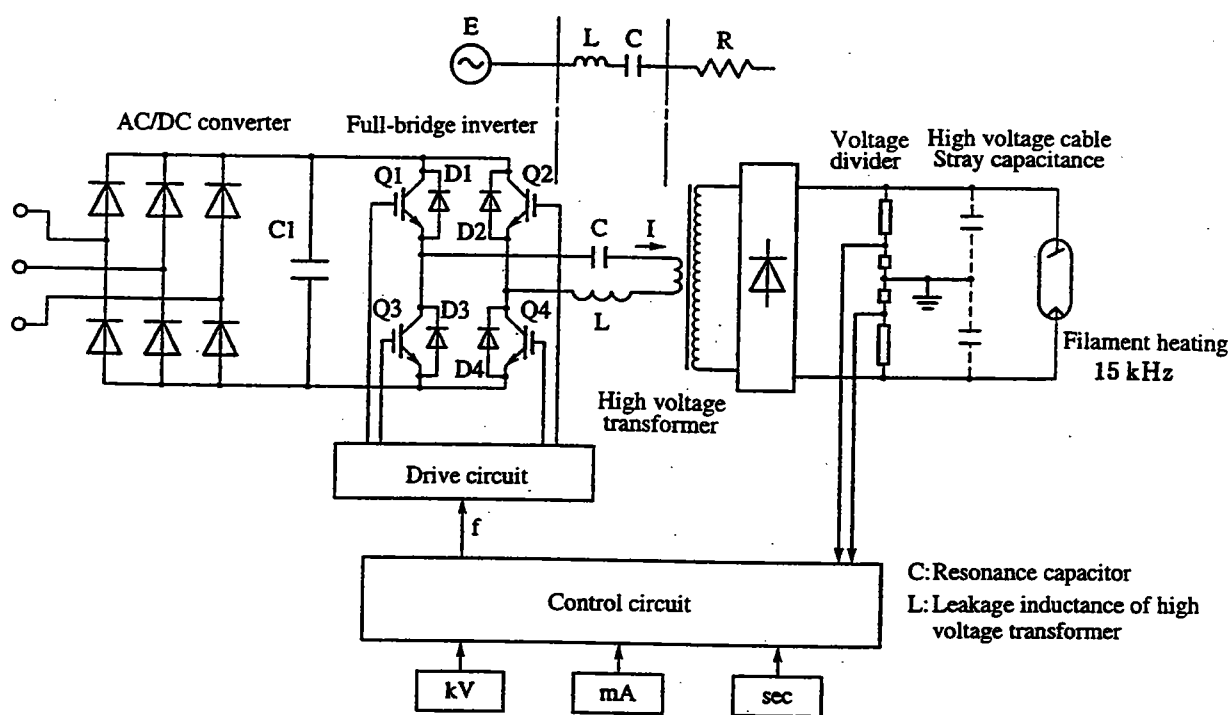 E
L
C
R
AC/DC converter
Full-bridge inverter
Voltage
divider
High voltage cable
Stray capacitance
Q1
D1
Q2
D2
C1
C
I
L
Q3
D3
Q4
D4
High voltage
transformer
Filament heating
15 kHz
Drive circuit
f
Control circuit
C: Resonance capacitor
L: Leakage inductance of high
voltage transformer
kV
mA
sec